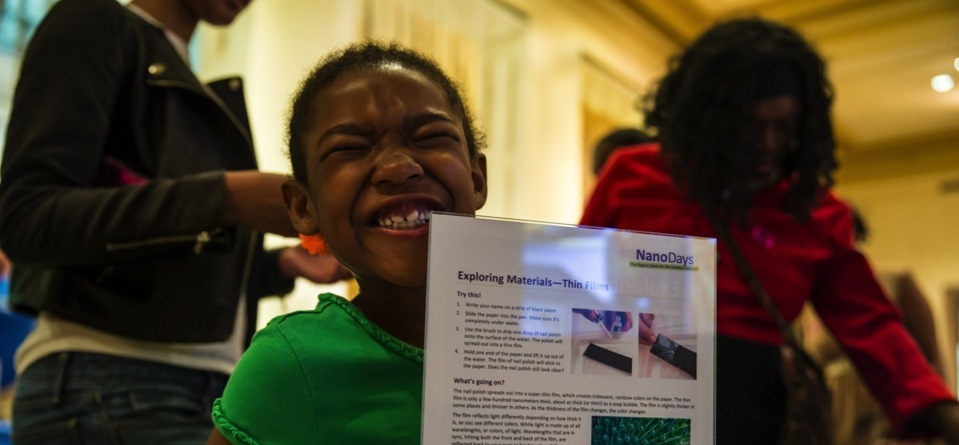 NanoDays
The Biggest Event for the Smallest Science!
Exploring Materials—Thin Films
Try this!
1. Write your name on a strip of black paper.
2. Slide the paper into the pan. Make sure it's
completely under water.
3. Use the brush to drip one drop of nail polish
onto the surface of the water. The polish will
spread out into a thin film.
4. Hold one end of the paper and lift it up out of
the water. The film of nail polish will stick to
the paper. Does the nail polish still look clear?
What's going on?
The nail polish spreads out into a super-thin film, which creates iridescent, rainbow colors on the paper. The thin
film is only a few hundred nanometers thick, about as thick (or thin!) as a soap bubble. The film is slightly thicker in
some places and thinner in others. As the thickness of the film changes, the color changes.
The film reflects light differently depending on how thick it
is, so you see different colors. White light is made up of all
wavelengths, or colors, of light. Wavelengths that are in
sync, hitting both the front and back of the film, are